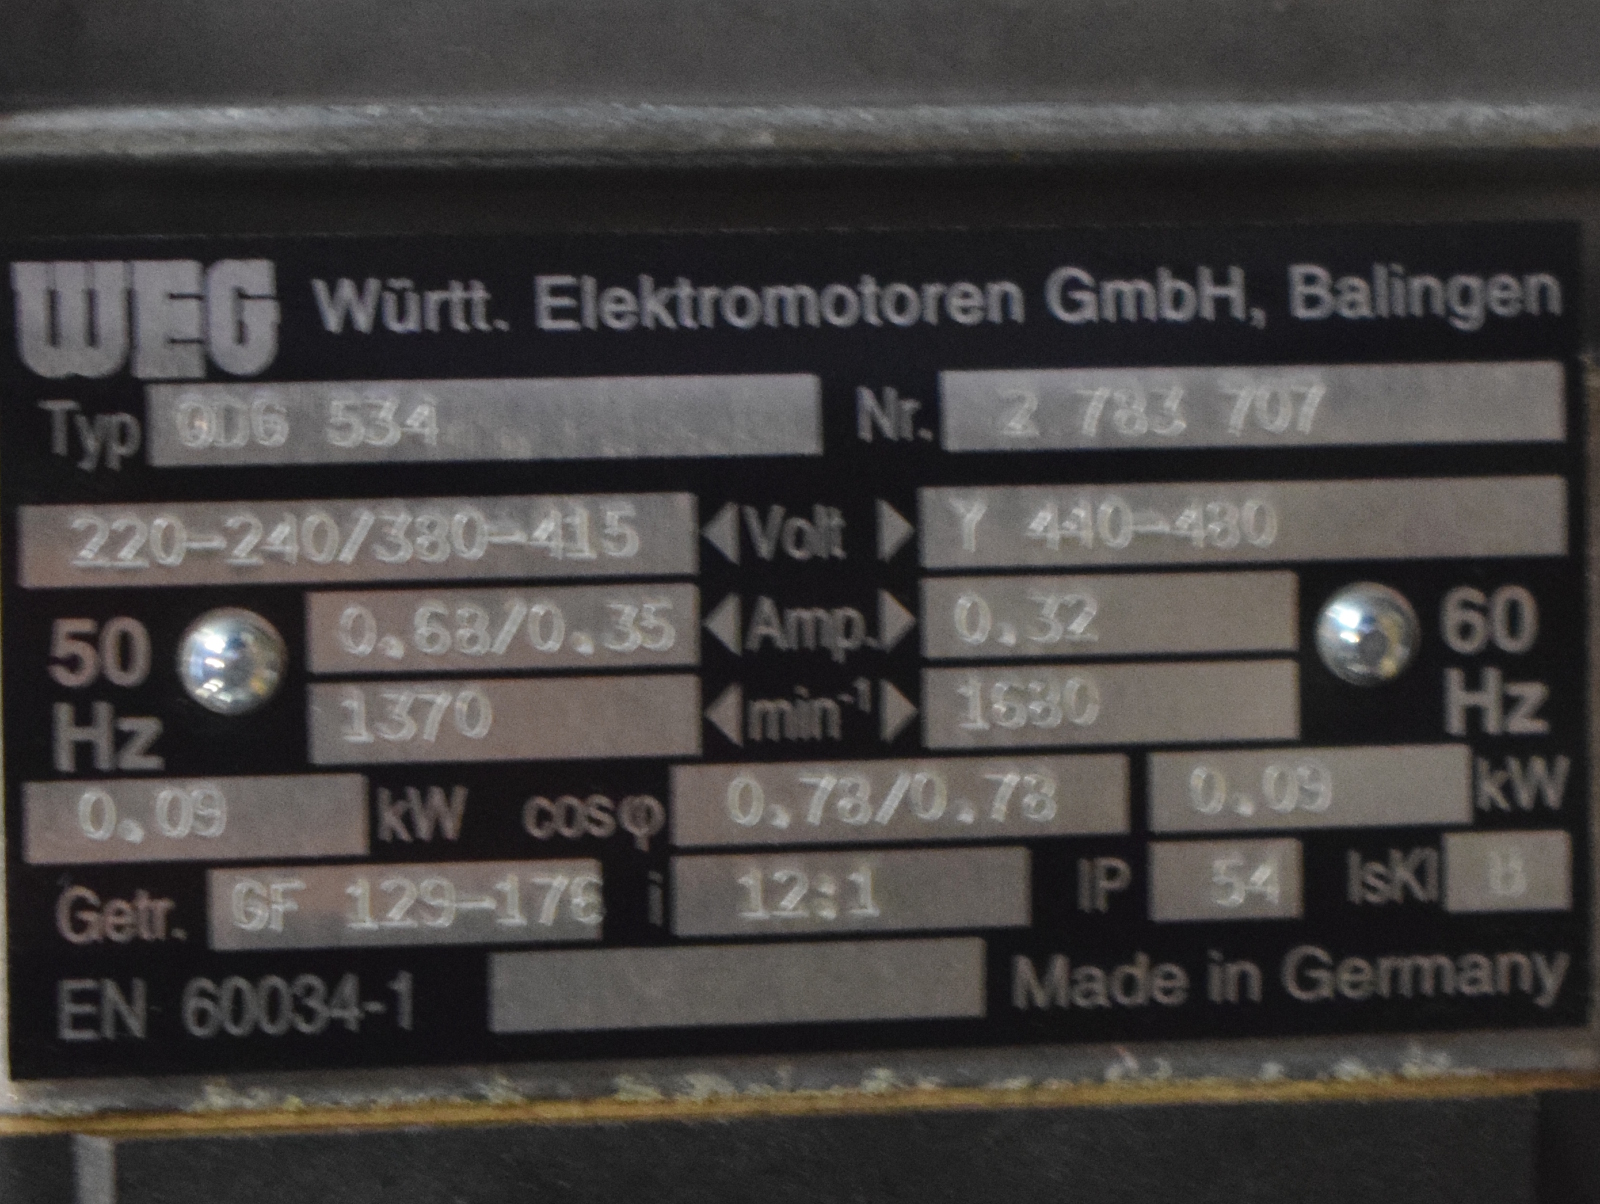 WEG Württ. Elektromotoren GmbH, Balingen
Typ QDG 534 Nr. 2 783 707
220-240/380-415 Volt Y 440-480
50 Hz 0.68/0.35 Amp. 0.32 60 Hz
1370 min-1 1680
0.09 kW cosφ 0.78/0.78 0.09 kW
Getr. GF 129-176 i 12:1 IP 54 IsKl B
EN 60034-1 Made in Germany